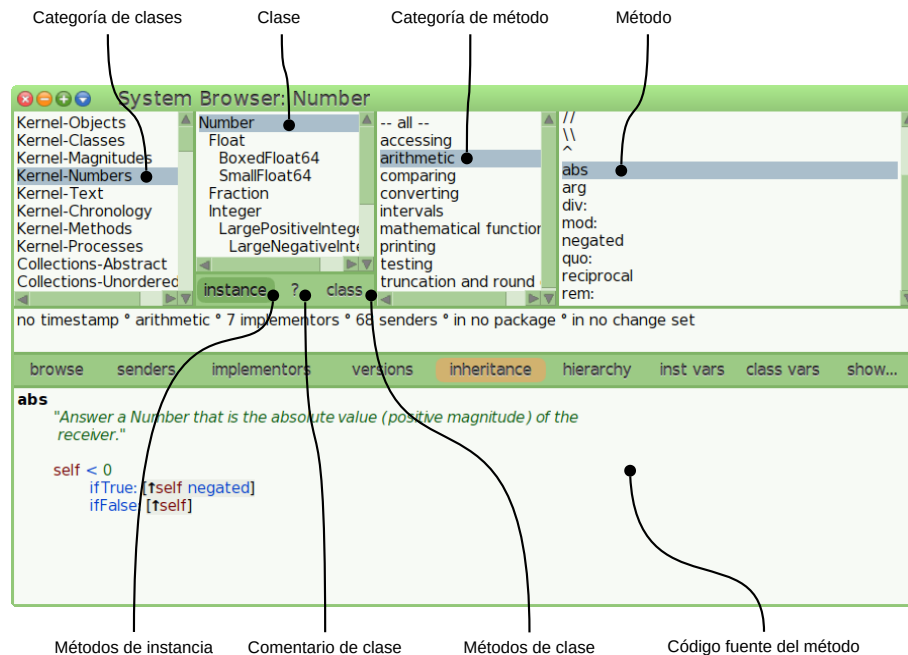 Categoría de clases
Clase
Categoría de método
Método
System Browser: Number
Kernel-Objects
Kernel-Classes
Kernel-Magnitudes
Kernel-Numbers
Kernel-Text
Kernel-Chronology
Kernel-Methods
Kernel-Processes
Collections-Abstract
Collections-Unordered
Number
Float
BoxedFloat64
SmallFloat64
Fraction
Integer
LargePositiveIntege
LargeNegativeInte
instance ? class
-- all --
accessing
arithmetic
comparing
converting
intervals
mathematical function
printing
testing
truncation and round
//
\\
^
abs
arg
div:
mod:
negated
quo:
reciprocal
rem:
no timestamp ° arithmetic ° 7 implementors ° 68 senders ° in no package ° in no change set
browse senders implementors versions inheritance hierarchy inst vars class vars show...
abs
"Answer a Number that is the absolute value (positive magnitude) of the
receiver."
self < 0
ifTrue: [↑self negated]
ifFalse: [↑self]
Métodos de instancia
Comentario de clase
Métodos de clase
Código fuente del método